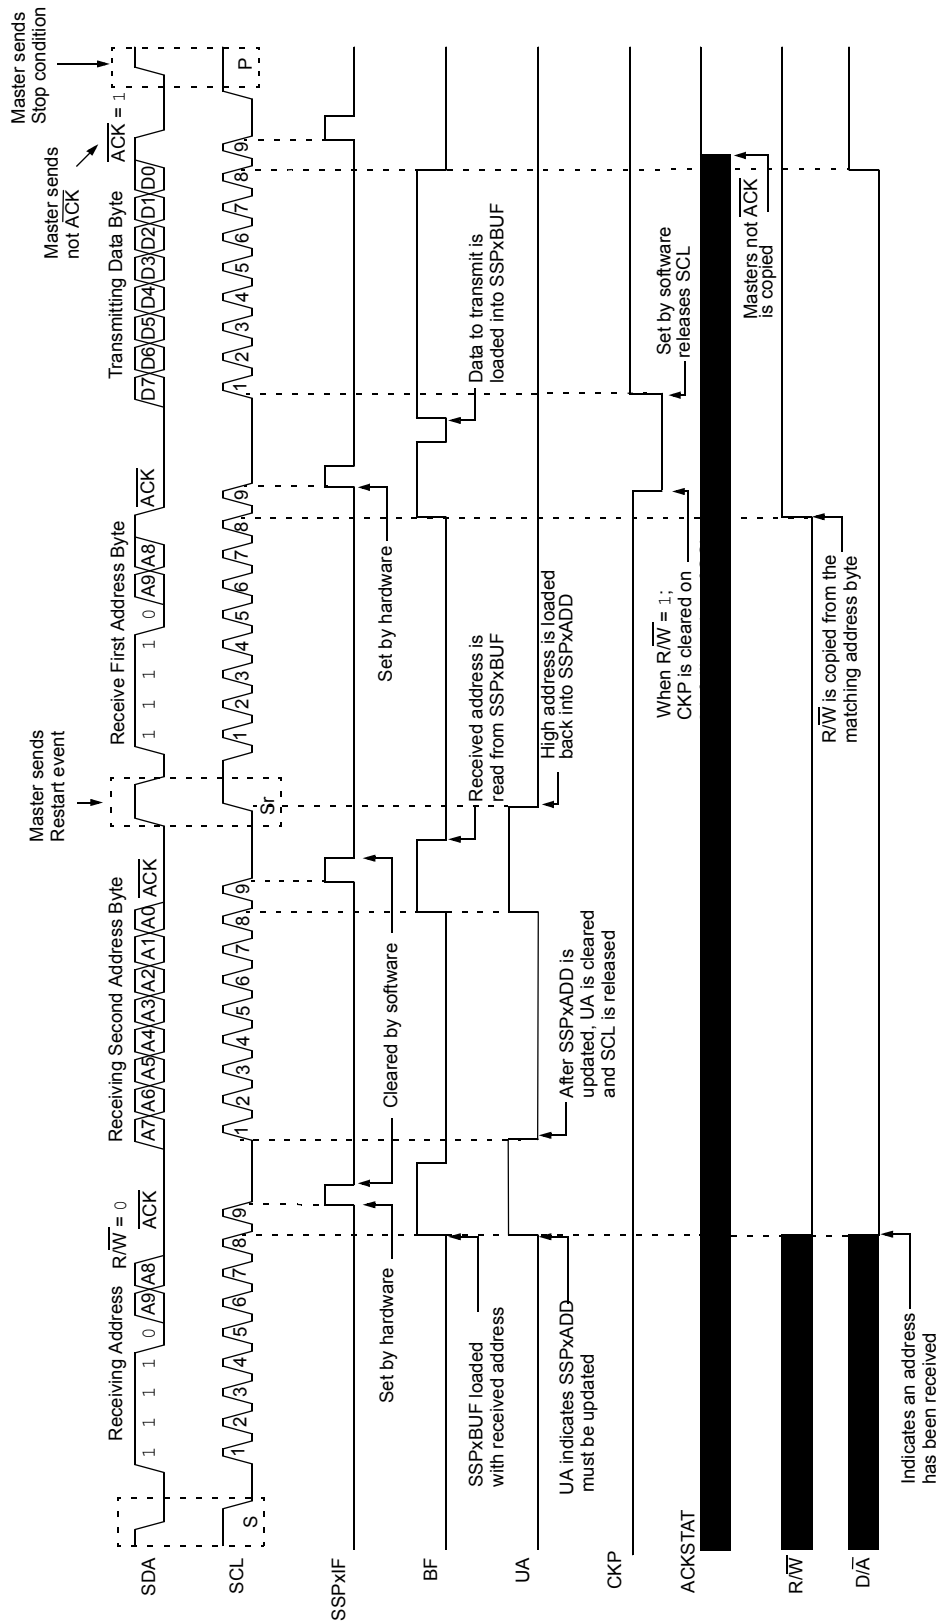 Master sends
Stop condition
Master sends
not ACK
Master sends
Restart event
Receiving Address
R/W = 0
Receiving Second Address Byte
Receive First Address Byte
Transmitting Data Byte
ACK = 1
SDA
1 1 1 1 0 A9 A8
ACK
A7 A6 A5 A4 A3 A2 A1 A0
ACK
1 1 1 1 0 A9 A8
ACK
D7 D6 D5 D4 D3 D2 D1 D0
SCL
S
1 2 3 4 5 6 7 8 9
1 2 3 4 5 6 7 8 9
Sr
1 2 3 4 5 6 7 8 9
1 2 3 4 5 6 7 8 9
P
SSPxIF
Set by hardware
Cleared by software
Set by hardware
BF
SSPxBUF loaded
with received address
Received address is
read from SSPxBUF
Data to transmit is
loaded into SSPxBUF
UA
UA indicates SSPxADD
must be updated
After SSPxADD is
updated, UA is cleared
and SCL is released
High address is loaded
back into SSPxADD
CKP
When R/W = 1;
CKP is cleared on
Set by software
releases SCL
ACKSTAT
Masters not ACK
is copied
R/W
R/W is copied from the
matching address byte
D/A
Indicates an address
has been received